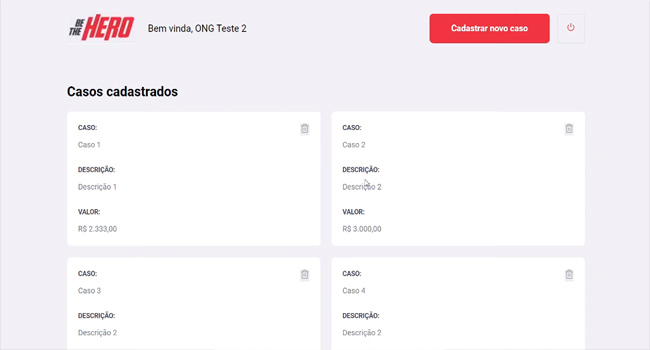 BE THE HERO
Bem vinda, ONG Teste 2
Cadastrar novo caso
Casos cadastrados
CASO:
Caso 1
DESCRIÇÃO:
Descrição 1
VALOR:
R$ 2.333,00
CASO:
Caso 2
DESCRIÇÃO:
Descrição 2
VALOR:
R$ 3.000,00
CASO:
Caso 3
DESCRIÇÃO:
Descrição 2
CASO:
Caso 4
DESCRIÇÃO:
Descrição 2